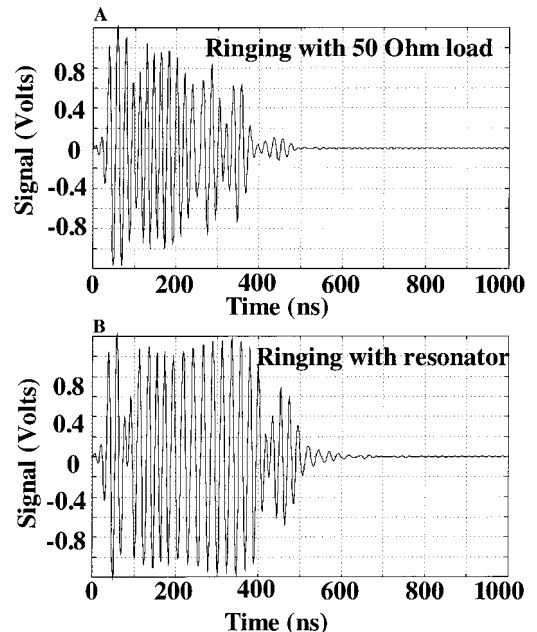 A
Ringing with 50 Ohm load
Signal (Volts)
0.8
0.4
0
-0.4
-0.8
0 200 400 600 800 1000
Time (ns)
B
Ringing with resonator
Signal (Volts)
0.8
0.4
0
-0.4
-0.8
0 200 400 600 800 1000
Time (ns)